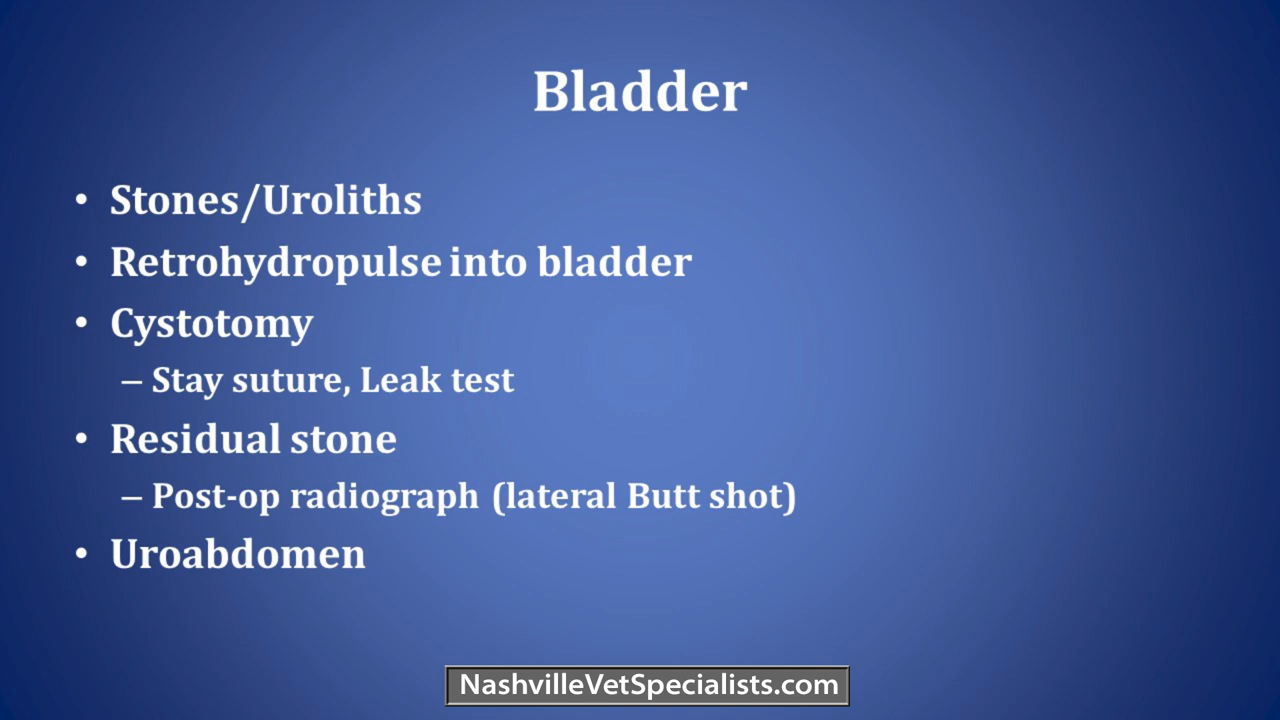 Bladder
• Stones/Uroliths
• Retrohydropulse into bladder
• Cystotomy
– Stay suture, Leak test
• Residual stone
– Post-op radiograph (lateral Butt shot)
• Uroabdomen
NashvilleVetSpecialists.com